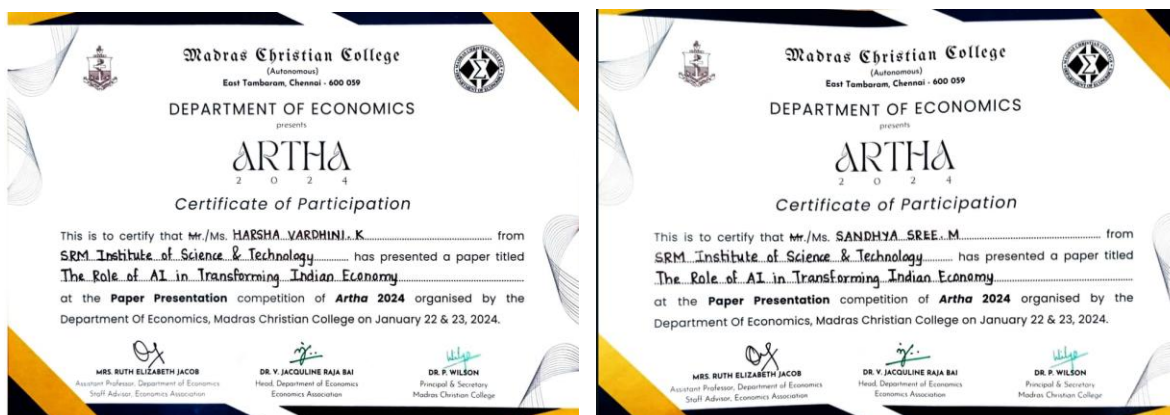 Madras Christian College
(Autonomous)
East Tambaram, Chennai - 600 059
DEPARTMENT OF ECONOMICS
presents
ARTHA
2024
Certificate of Participation
This is to certify that Mr./Ms. HARSHA VARDHINI. K from
SRM Institute of Science & Technology has presented a paper titled
The Role of AI in Transforming Indian Economy
at the Paper Presentation competition of Artha 2024 organised by the
Department Of Economics, Madras Christian College on January 22 & 23, 2024.
MRS. RUTH ELIZABETH JACOB
Assistant Professor, Department of Economics
Staff Advisor, Economics Association
DR. V. JACQULINE RAJA BAI
Head, Department of Economics
Economics Association
DR. P. WILSON
Principal & Secretary
Madras Christian College
Madras Christian College
(Autonomous)
East Tambaram, Chennai - 600 059
DEPARTMENT OF ECONOMICS
presents
ARTHA
2024
Certificate of Participation
This is to certify that Mr./Ms. SANDHYA SREE. M from
SRM Institute of Science & Technology has presented a paper titled
The Role of AI in Transforming Indian Economy
at the Paper Presentation competition of Artha 2024 organised by the
Department Of Economics, Madras Christian College on January 22 & 23, 2024.
MRS. RUTH ELIZABETH JACOB
Assistant Professor, Department of Economics
Staff Advisor, Economics Association
DR. V. JACQULINE RAJA BAI
Head, Department of Economics
Economics Association
DR. P. WILSON
Principal & Secretary
Madras Christian College